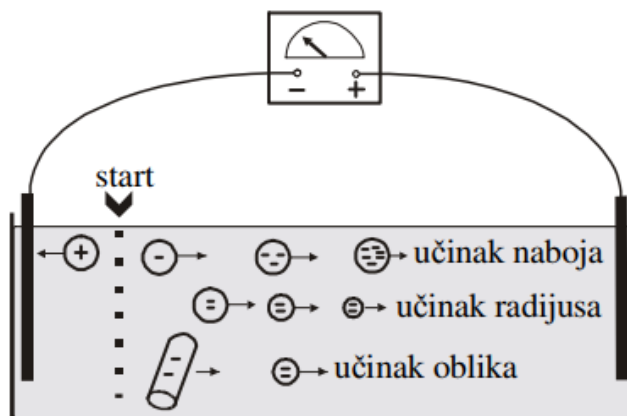 − +
start
+ - učinak naboja
učinak radijusa
učinak oblika